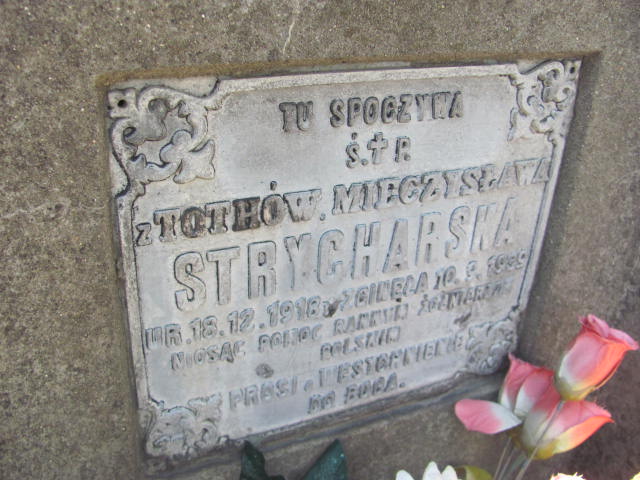 TU SPOCZYWA
Ś.✝P.
z TOTHÓW. MIECZYSŁAWA
STRYCHARSKA
UR. 18.12.1918 r ZGINĘŁA 10. 9. 1939
NIOSĄC POMOC RANNYM ŻOŁNIERZOM
POLSKIM
PROSI o WESTCHNIENIE
DO BOGA.